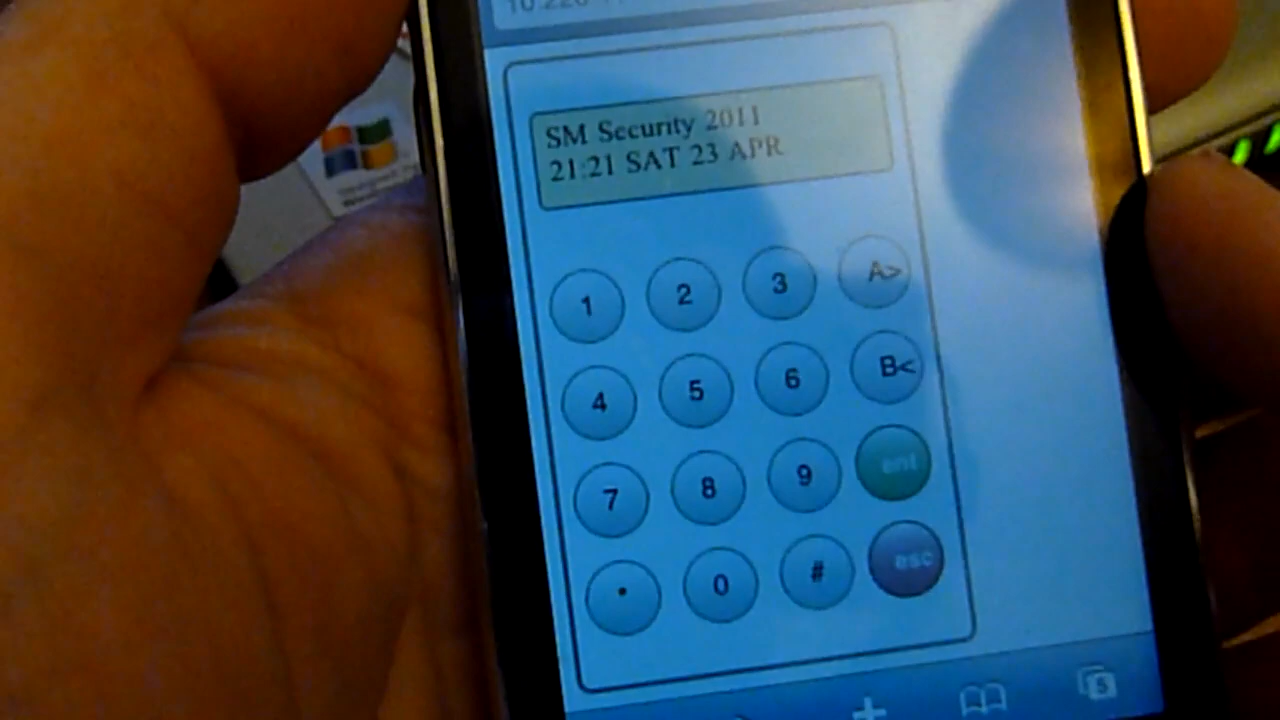 SM Security 2011
21:21 SAT 23 APR
1 2 3 A>
4 5 6 B<
7 8 9 ent
* 0 # esc
5